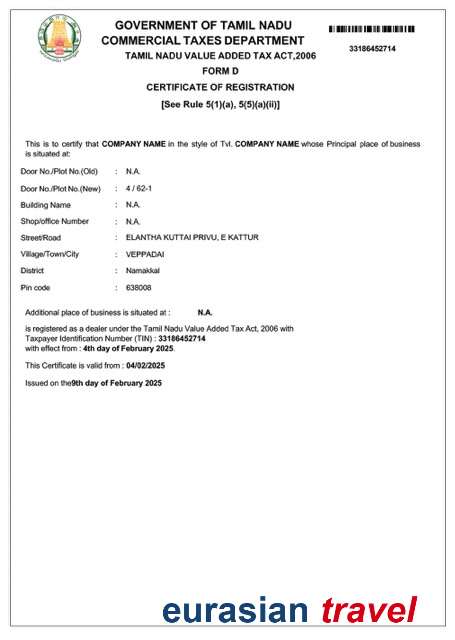 GOVERNMENT OF TAMIL NADU
COMMERCIAL TAXES DEPARTMENT
TAMIL NADU VALUE ADDED TAX ACT,2006
FORM D
CERTIFICATE OF REGISTRATION
[See Rule 5(1)(a), 5(5)(a)(ii)]
33186452714
This is to certify that COMPANY NAME in the style of Tvl. COMPANY NAME whose Principal place of business
is situated at:
Door No./Plot No.(Old) : N.A.
Door No./Plot No.(New) : 4 / 62-1
Building Name : N.A.
Shop/office Number : N.A.
Street/Road : ELANTHA KUTTAI PRIVU, E KATTUR
Village/Town/City : VEPPADAI
District : Namakkal
Pin code : 638008
Additional place of business is situated at : N.A.
is registered as a dealer under the Tamil Nadu Value Added Tax Act, 2006 with
Taxpayer Identification Number (TIN) : 33186452714
with effect from : 4th day of February 2025.
This Certificate is valid from : 04/02/2025
Issued on the9th day of February 2025
eurasian travel